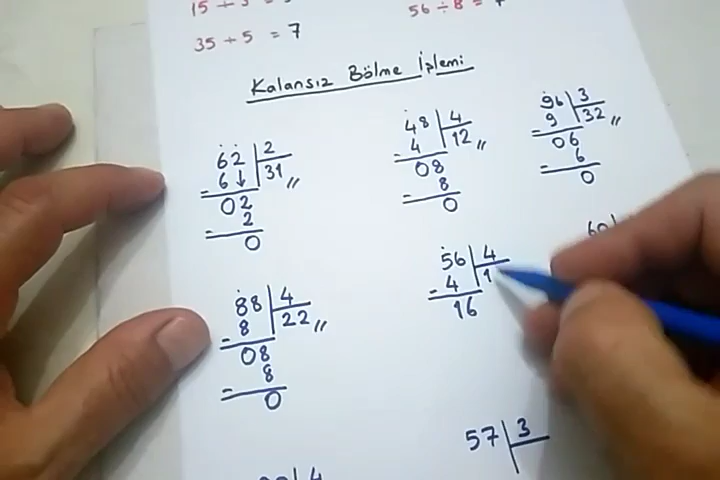 35 ÷ 5 = 7
56 ÷ 8 =
Kalansız Bölme İşlemi
62 | 2
6↓ 31 //
02
2
0
48 | 4
4 12 //
08
8
0
96 | 3
9 32 //
06
6
0
88 | 4
8 22 //
08
8
0
56 | 4
4 1
16
57 | 3